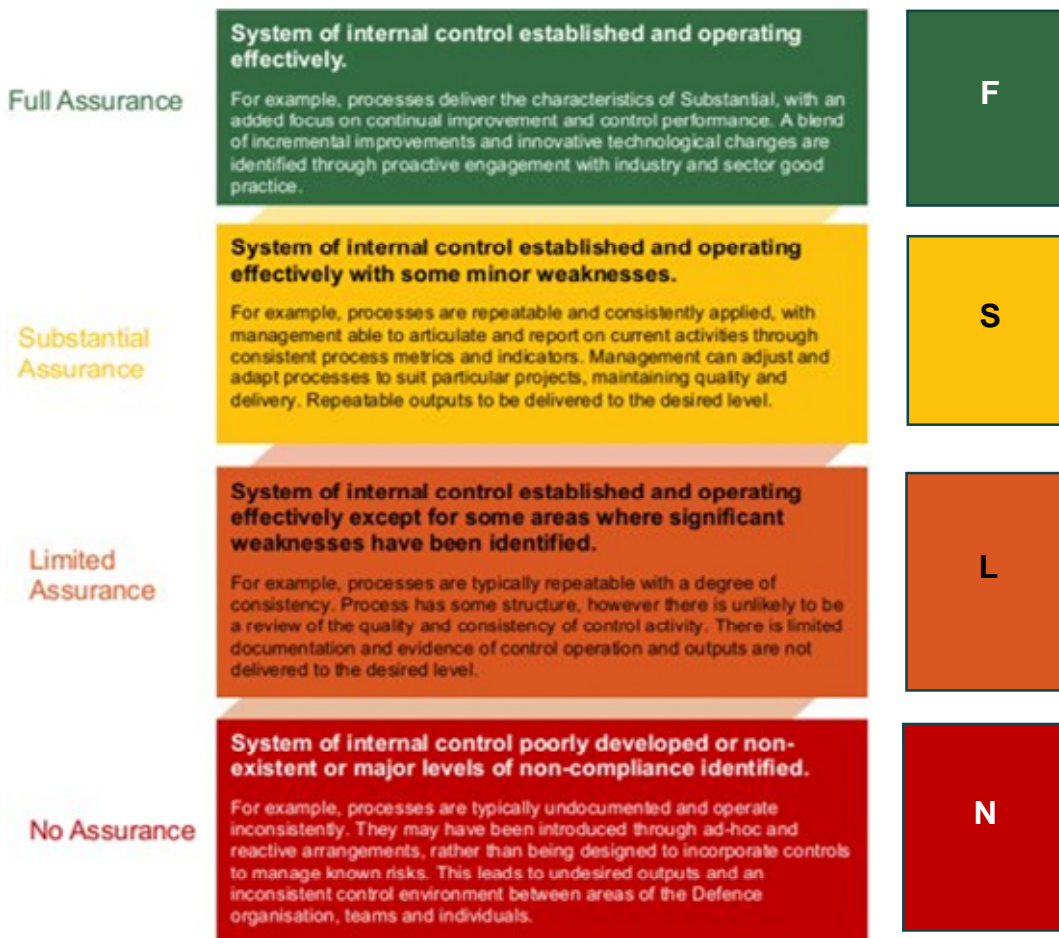 System of internal control established and operating
effectively.
Full Assurance
For example, processes deliver the characteristics of Substantial, with an
added focus on continual improvement and control performance. A blend
of incremental improvements and innovative technological changes are
identified through proactive engagement with industry and sector good
practice.
F
System of internal control established and operating
effectively with some minor weaknesses.
Substantial
Assurance
For example, processes are repeatable and consistently applied, with
management able to articulate and report on current activities through
consistent process metrics and indicators. Management can adjust and
adapt processes to suit particular projects, maintaining quality and
delivery. Repeatable outputs to be delivered to the desired level.
S
System of internal control established and operating
effectively except for some areas where significant
weaknesses have been identified.
Limited
Assurance
For example, processes are typically repeatable with a degree of
consistency. Process has some structure, however there is unlikely to be
a review of the quality and consistency of control activity. There is limited
documentation and evidence of control operation and outputs are not
delivered to the desired level.
L
System of internal control poorly developed or non-
existent or major levels of non-compliance identified.
No Assurance
For example, processes are typically undocumented and operate
inconsistently. They may have been introduced through ad-hoc and
reactive arrangements, rather than being designed to incorporate controls
to manage known risks. This leads to undesired outputs and an
inconsistent control environment between areas of the Defence
organisation, teams and individuals.
N